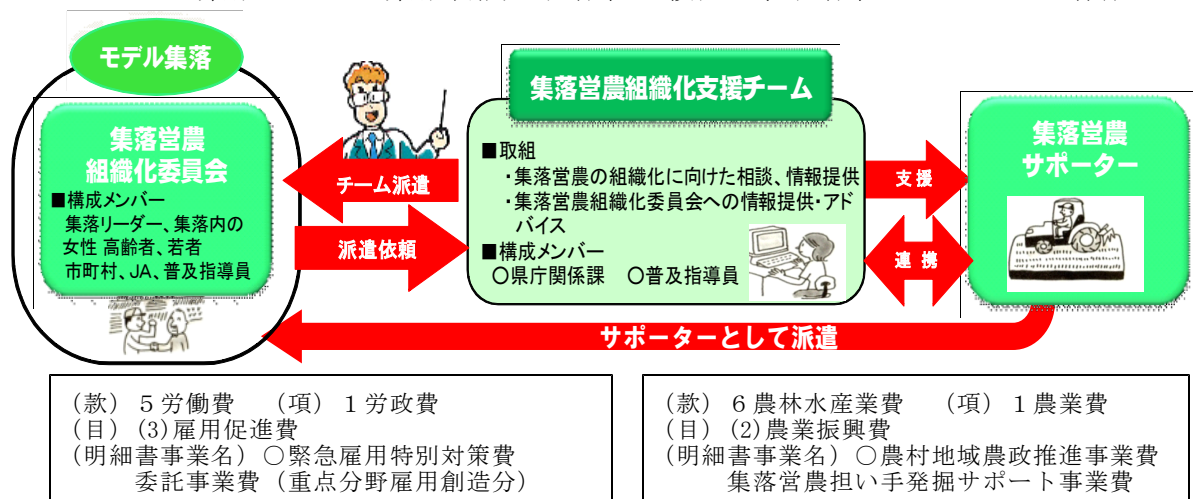 モデル集落
集落営農
組織化委員会
■構成メンバー
集落リーダー、集落内の
女性 高齢者、若者
市町村、JA、普及指導員
チーム派遣
派遣依頼
集落営農組織化支援チーム
■取組
・集落営農の組織化に向けた相談、情報提供
・集落営農組織化委員会への情報提供・アド
バイス
■構成メンバー
○県庁関係課　○普及指導員
支援
連 携
集落営農
サポーター
サポーターとして派遣
(款) 5労働費　(項) 1労政費
(目) (3)雇用促進費
(明細書事業名) ○緊急雇用特別対策費
委託事業費 (重点分野雇用創造分)
(款) 6農林水産業費　(項) 1農業費
(目) (2)農業振興費
(明細書事業名) ○農村地域農政推進事業費
集落営農担い手発掘サポート事業費